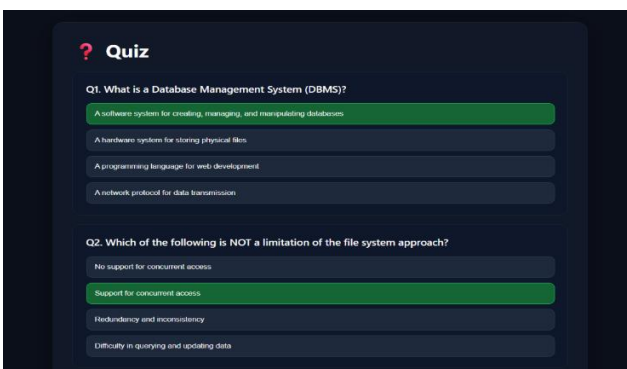 ❓ Quiz
Q1. What is a Database Management System (DBMS)?
A software system for creating, managing, and manipulating databases
A hardware system for storing physical files
A programming language for web development
A network protocol for data transmission
Q2. Which of the following is NOT a limitation of the file system approach?
No support for concurrent access
Support for concurrent access
Redundancy and inconsistency
Difficulty in querying and updating data